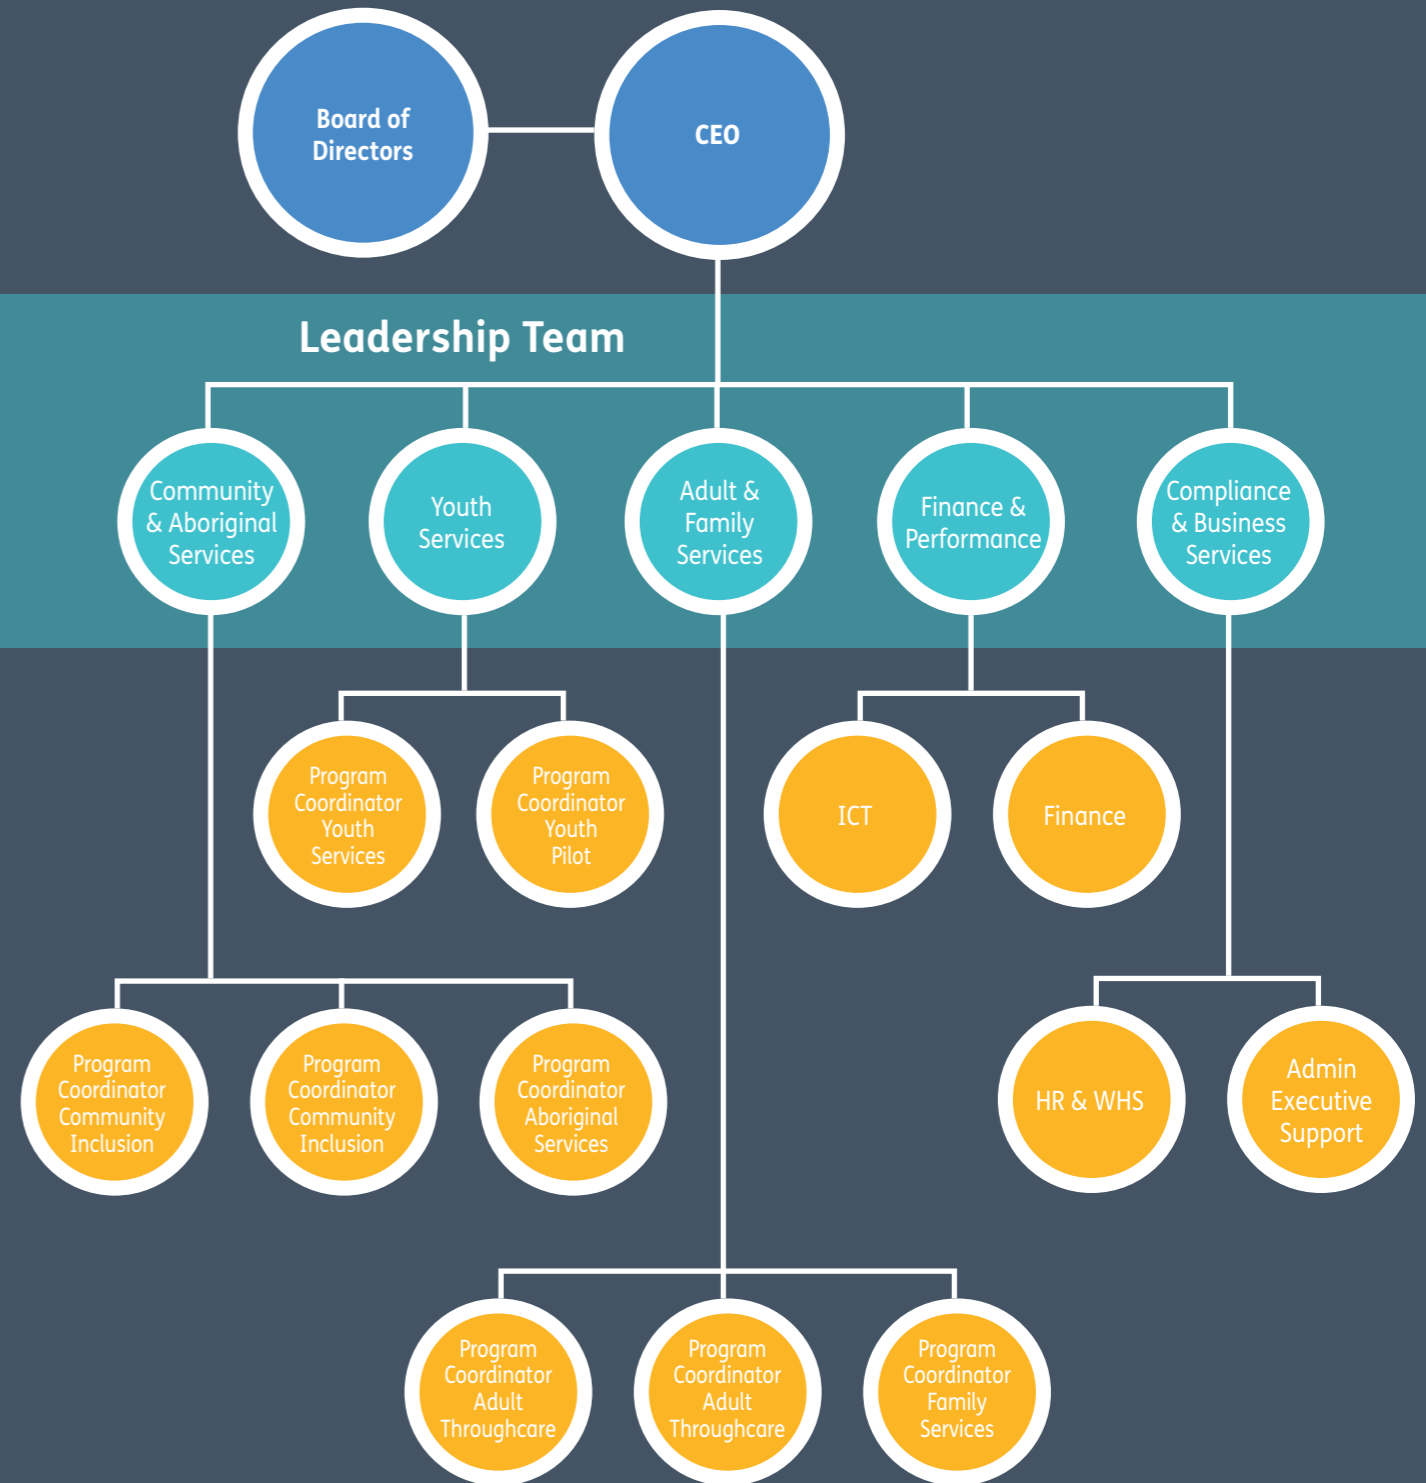 Board of
Directors
CEO
Leadership Team
Community
& Aboriginal
Services
Youth
Services
Adult &
Family
Services
Finance &
Performance
Compliance
& Business
Services
Program
Coordinator
Youth
Services
Program
Coordinator
Youth
Pilot
ICT
Finance
Program
Coordinator
Community
Inclusion
Program
Coordinator
Community
Inclusion
Program
Coordinator
Aboriginal
Services
HR & WHS
Admin
Executive
Support
Program
Coordinator
Adult
Throughcare
Program
Coordinator
Adult
Throughcare
Program
Coordinator
Family
Services